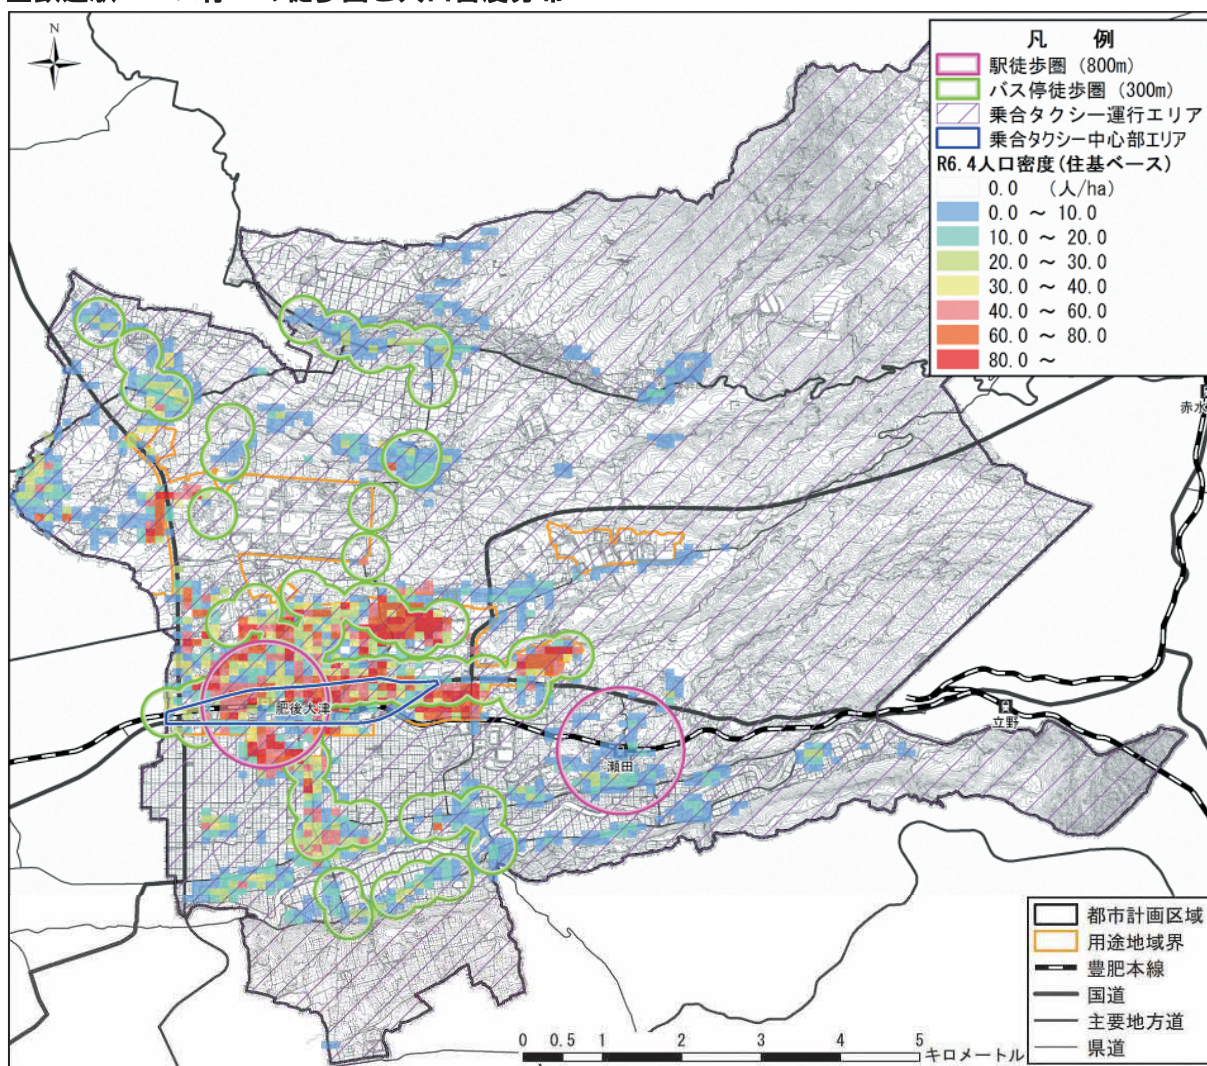 N
凡 例
駅徒歩圏 (800m)
バス停徒歩圏 (300m)
乗合タクシー運行エリア
乗合タクシー中心部エリア
R6.4人口密度(住基ベース)
0.0 (人/ha)
0.0 ～ 10.0
10.0 ～ 20.0
20.0 ～ 30.0
30.0 ～ 40.0
40.0 ～ 60.0
60.0 ～ 80.0
80.0 ～
赤水
肥後大津
瀬田
立野
都市計画区域
用途地域界
豊肥本線
国道
主要地方道
県道
0 0.5 1 2 3 4 5
キロメートル